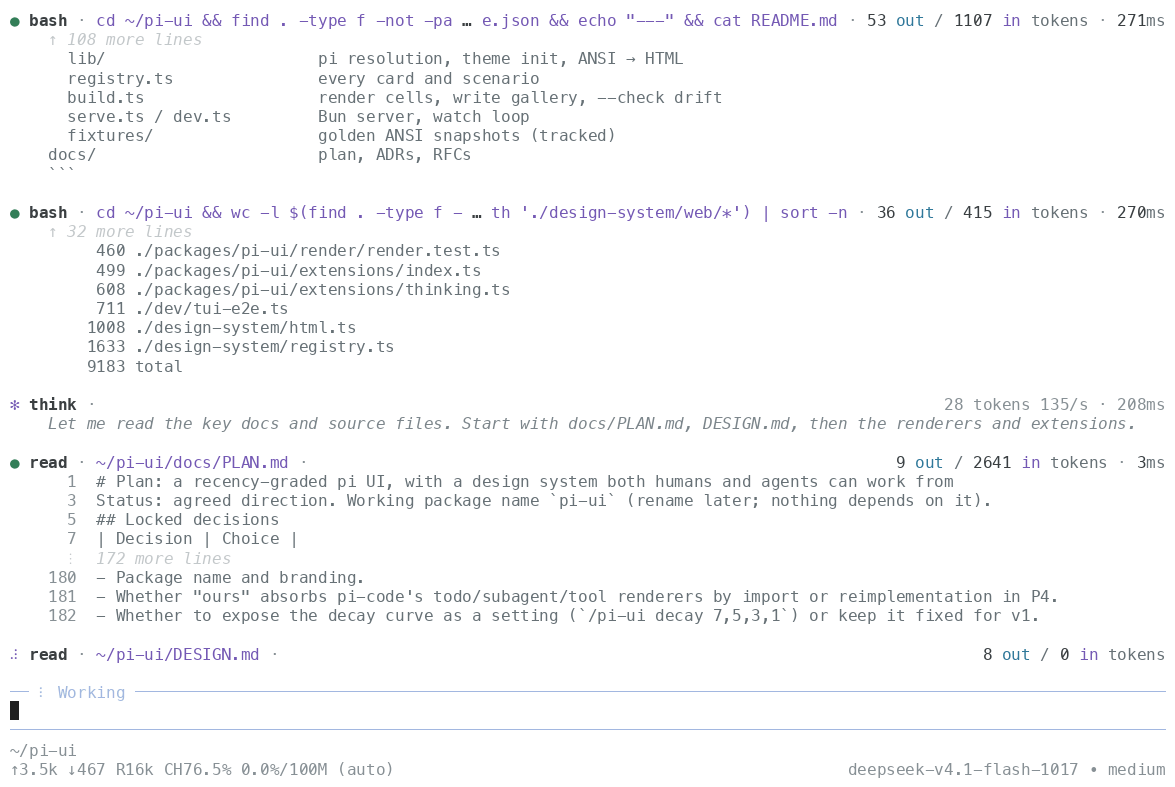 ● bash · cd ~/pi-ui && find . -type f -not -pa … e.json && echo "---" && cat README.md · 53 out / 1107 in tokens · 271ms
↑ 108 more lines
lib/ pi resolution, theme init, ANSI → HTML
registry.ts every card and scenario
build.ts render cells, write gallery, --check drift
serve.ts / dev.ts Bun server, watch loop
fixtures/ golden ANSI snapshots (tracked)
docs/ plan, ADRs, RFCs
```
● bash · cd ~/pi-ui && wc -l $(find . -type f - … th './design-system/web/*') | sort -n · 36 out / 415 in tokens · 270ms
↑ 32 more lines
460 ./packages/pi-ui/render/render.test.ts
499 ./packages/pi-ui/extensions/index.ts
608 ./packages/pi-ui/extensions/thinking.ts
711 ./dev/tui-e2e.ts
1008 ./design-system/html.ts
1633 ./design-system/registry.ts
9183 total
✻ think · 28 tokens 135/s · 208ms
Let me read the key docs and source files. Start with docs/PLAN.md, DESIGN.md, then the renderers and extensions.
● read · ~/pi-ui/docs/PLAN.md · 9 out / 2641 in tokens · 3ms
1 # Plan: a recency-graded pi UI, with a design system both humans and agents can work from
3 Status: agreed direction. Working package name `pi-ui` (rename later; nothing depends on it).
5 ## Locked decisions
7 | Decision | Choice |
⋮ 172 more lines
180 - Package name and branding.
181 - Whether "ours" absorbs pi-code's todo/subagent/tool renderers by import or reimplementation in P4.
182 - Whether to expose the decay curve as a setting (`/pi-ui decay 7,5,3,1`) or keep it fixed for v1.
read · ~/pi-ui/DESIGN.md · 8 out / 0 in tokens
Working
~/pi-ui
↑3.5k ↓467 R16k CH76.5% 0.0%/100M (auto) deepseek-v4.1-flash-1017 • medium